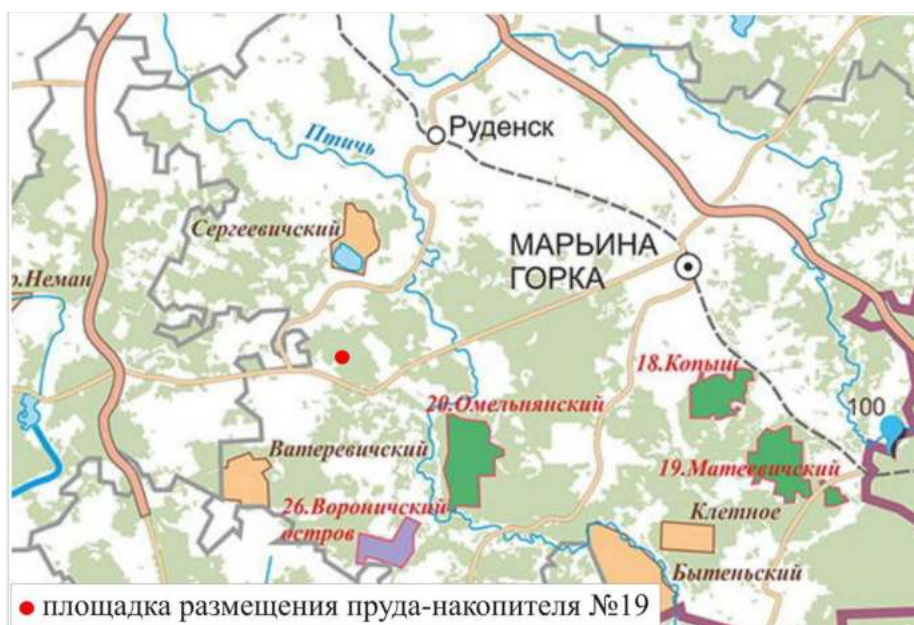 Руденск
Птичь
Сергеевичский
МАРЬИНА
ГОРКА
р.Неман
18.Копыш
100
20.Омельнянский
Ватеревичский
19.Матеевичский
26.Вороничский
остров
Клетное
Бытеньский
площадка размещения пруда-накопителя №19